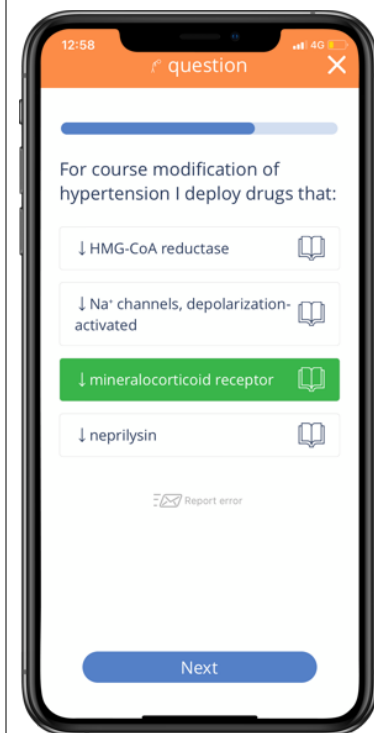 12:58
4G
question
For course modification of
hypertension I deploy drugs that:
↓ HMG-CoA reductase
↓ Na⁺ channels, depolarization-
activated
↓ mineralocorticoid receptor
↓ neprilysin
Report error
Next